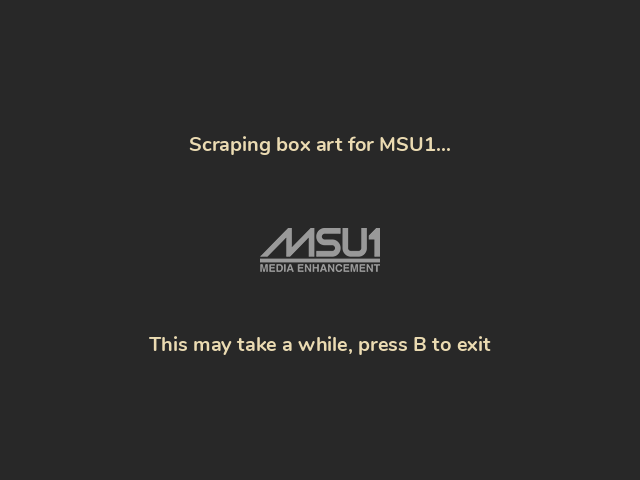 Scraping box art for MSU1...
MSU1
MEDIA ENHANCEMENT
This may take a while, press B to exit